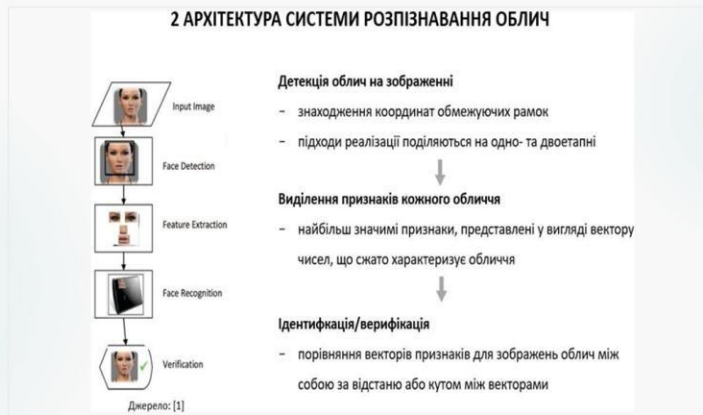 2 АРХІТЕКТУРА СИСТЕМИ РОЗПІЗНАВАННЯ ОБЛИЧ
Input Image
Face Detection
Feature Extraction
Face Recognition
Verification
Джерело: [1]
Детекція облич на зображенні
– знаходження координат обмежуючих рамок
– підходи реалізації поділяються на одно- та двоетапні
Виділення признаків кожного обличчя
– найбільш значимі признаки, представлені у вигляді вектору
чисел, що сжато характеризує обличчя
Ідентифкація/верифікація
– порівняння векторів признаків для зображень облич між
собою за відстаню або кутом між векторами